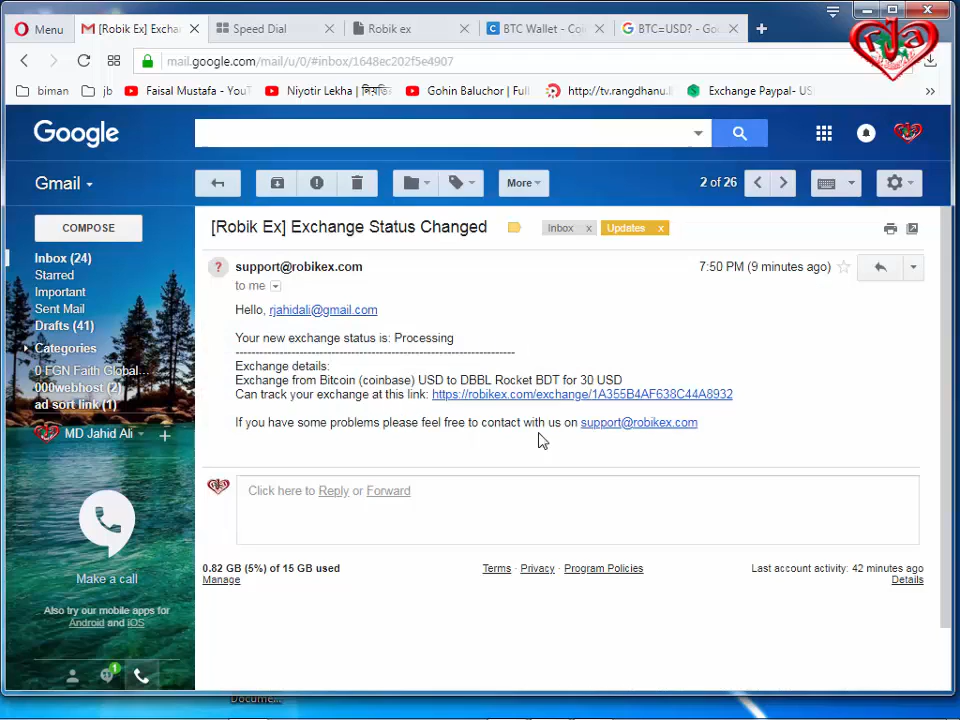 Menu
[Robik Ex] Excha
Speed Dial
Robik ex
BTC Wallet - Coi
BTC=USD? - Go
mail.google.com/mail/u/0/#inbox/1648ec202f5e4907
biman
jb
Faisal Mustafa - YouT
Niyotir Lekha | নিয়তির
Gohin Baluchor | Full
http://tv.rangdhanu.li
Exchange Paypal- US
Google
Gmail
More
2 of 26
COMPOSE
Inbox (24)
Starred
Important
Sent Mail
Drafts (41)
Categories
0 FGN Faith Global...
000webhost (2)
ad sort link (1)
MD Jahid Ali
Make a call
Also try our mobile apps for
Android and iOS
1
[Robik Ex] Exchange Status Changed
Inbox x
Updates x
support@robikex.com
7:50 PM (9 minutes ago)
to me
Hello, rjahidali@gmail.com
Your new exchange status is: Processing
----------------------------------------------------------------------
Exchange details:
Exchange from Bitcoin (coinbase) USD to DBBL Rocket BDT for 30 USD
Can track your exchange at this link: https://robikex.com/exchange/1A355B4AF638C44A8932
If you have some problems please feel free to contact with us on support@robikex.com
Click here to Reply or Forward
0.82 GB (5%) of 15 GB used
Manage
Terms · Privacy · Program Policies
Last account activity: 42 minutes ago
Details
Docume...
rja